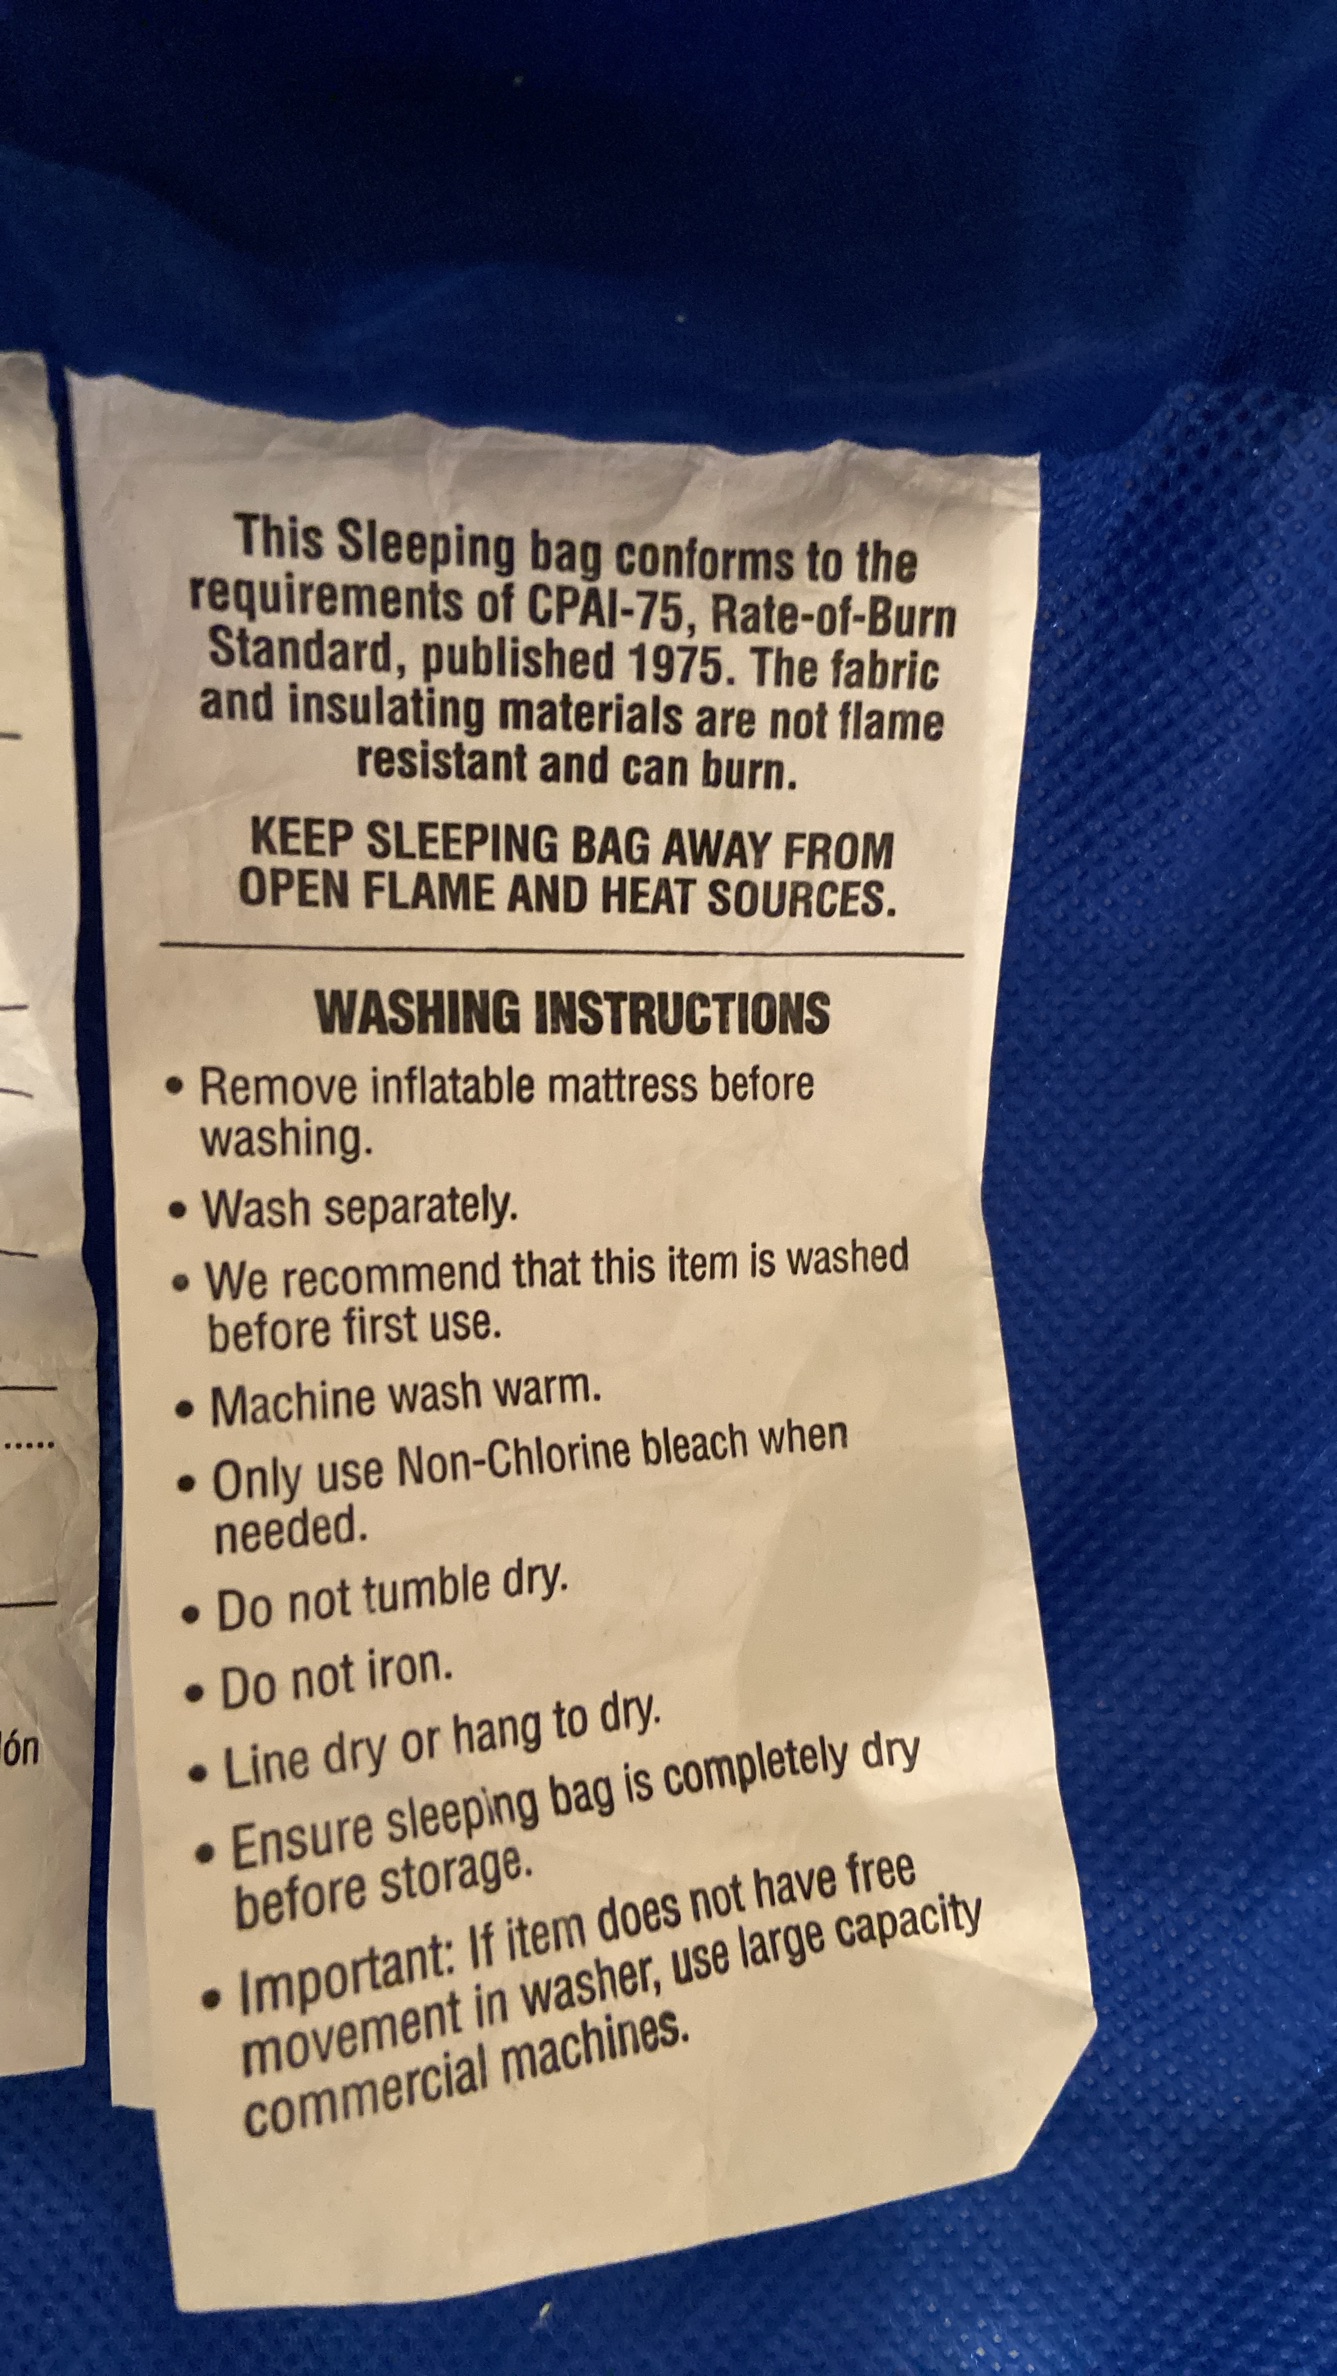 This Sleeping bag conforms to the
requirements of CPAI-75, Rate-of-Burn
Standard, published 1975. The fabric
and insulating materials are not flame
resistant and can burn.
KEEP SLEEPING BAG AWAY FROM
OPEN FLAME AND HEAT SOURCES.
WASHING INSTRUCTIONS
• Remove inflatable mattress before
washing.
• Wash separately.
• We recommend that this item is washed
before first use.
• Machine wash warm.
• Only use Non-Chlorine bleach when
needed.
• Do not tumble dry.
• Do not iron.
• Line dry or hang to dry.
• Ensure sleeping bag is completely dry
before storage.
• Important: If item does not have free
movement in washer, use large capacity
commercial machines.